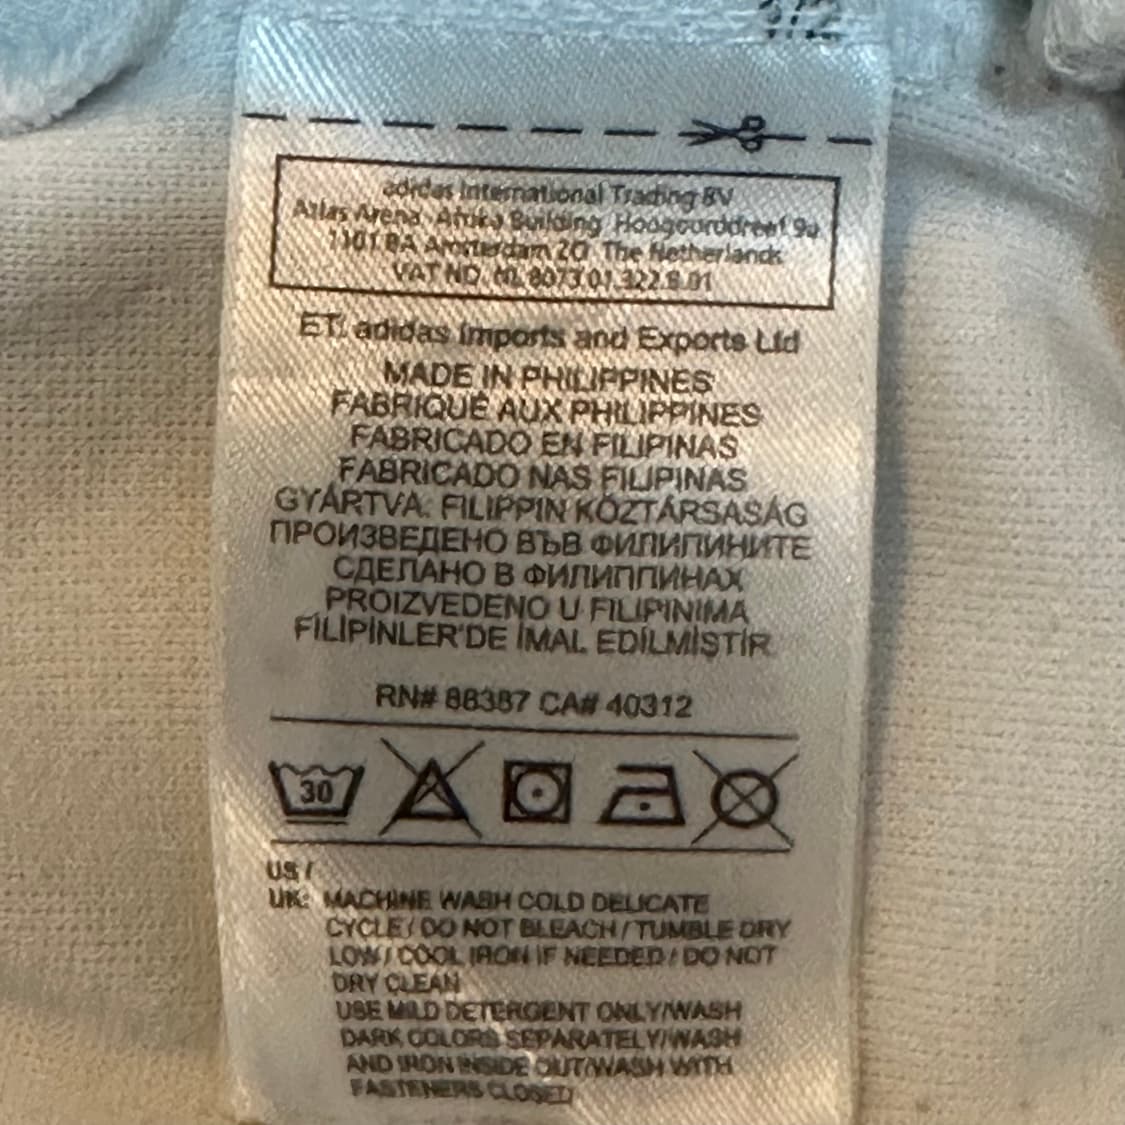 1/2
adidas International Trading BV
Atlas Arena Afrika Building Hoogoorddreef 9a
1101 BA Amsterdam ZO The Netherlands
VAT NO. NL 8073.01.322.B.01
ET: adidas Imports and Exports Ltd
MADE IN PHILIPPINES
FABRIQUÉ AUX PHILIPPINES
FABRICADO EN FILIPINAS
FABRICADO NAS FILIPINAS
GYÁRTVA: FILIPPIN KÖZTÁRSASÁG
ПРОИЗВЕДЕНО ВЪВ ФИЛИПИНИТЕ
СДЕЛАНО В ФИЛИППИНАХ
PROIZVEDENO U FILIPINIMA
FİLİPİNLER'DE İMAL EDİLMİŞTİR
RN# 88387 CA# 40312
30
US /
UK: MACHINE WASH COLD DELICATE
CYCLE / DO NOT BLEACH / TUMBLE DRY
LOW / COOL IRON IF NEEDED / DO NOT
DRY CLEAN
USE MILD DETERGENT ONLY/WASH
DARK COLORS SEPARATELY/WASH
AND IRON INSIDE OUT/WASH WITH
FASTENERS CLOSED